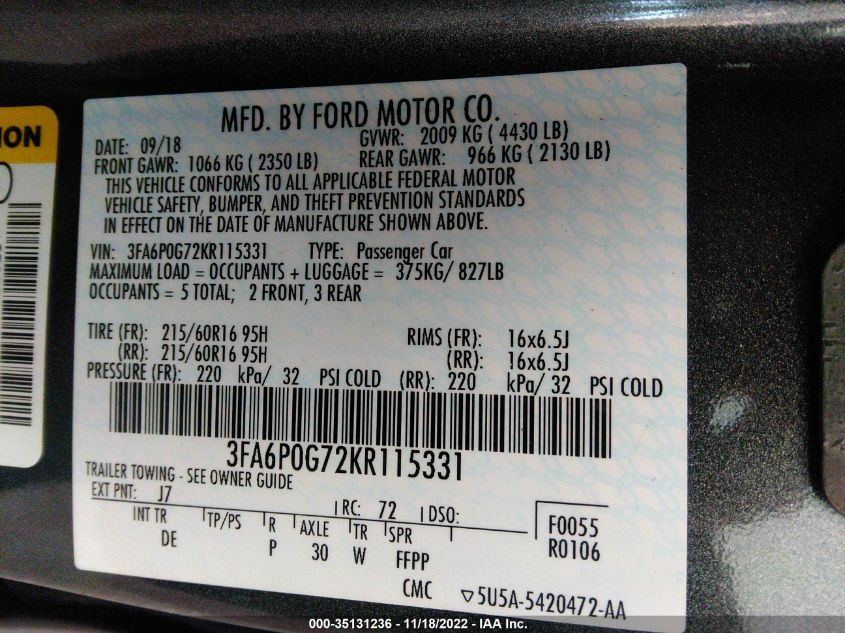 ION
MFD. BY FORD MOTOR CO.
DATE: 09/18 GVWR: 2009 KG ( 4430 LB)
FRONT GAWR: 1066 KG ( 2350 LB) REAR GAWR: 966 KG ( 2130 LB)
THIS VEHICLE CONFORMS TO ALL APPLICABLE FEDERAL MOTOR
VEHICLE SAFETY, BUMPER, AND THEFT PREVENTION STANDARDS
IN EFFECT ON THE DATE OF MANUFACTURE SHOWN ABOVE.
VIN: 3FA6P0G72KR115331 TYPE: Passenger Car
MAXIMUM LOAD = OCCUPANTS + LUGGAGE = 375KG/ 827LB
OCCUPANTS = 5 TOTAL; 2 FRONT, 3 REAR
TIRE (FR): 215/60R16 95H RIMS (FR): 16x6.5J
(RR): 215/60R16 95H (RR): 16x6.5J
PRESSURE (FR): 220 kPa/ 32 PSI COLD (RR): 220 kPa/ 32 PSI COLD
3FA6P0G72KR115331
TRAILER TOWING - SEE OWNER GUIDE
EXT PNT: J7 RC: 72 DSO:
INT TR TP/PS R AXLE TR SPR
DE P 30 W FFPP
F0055
R0106
CMC ▽5U5A-5420472-AA
000-35131236 - 11/18/2022 - IAA Inc.